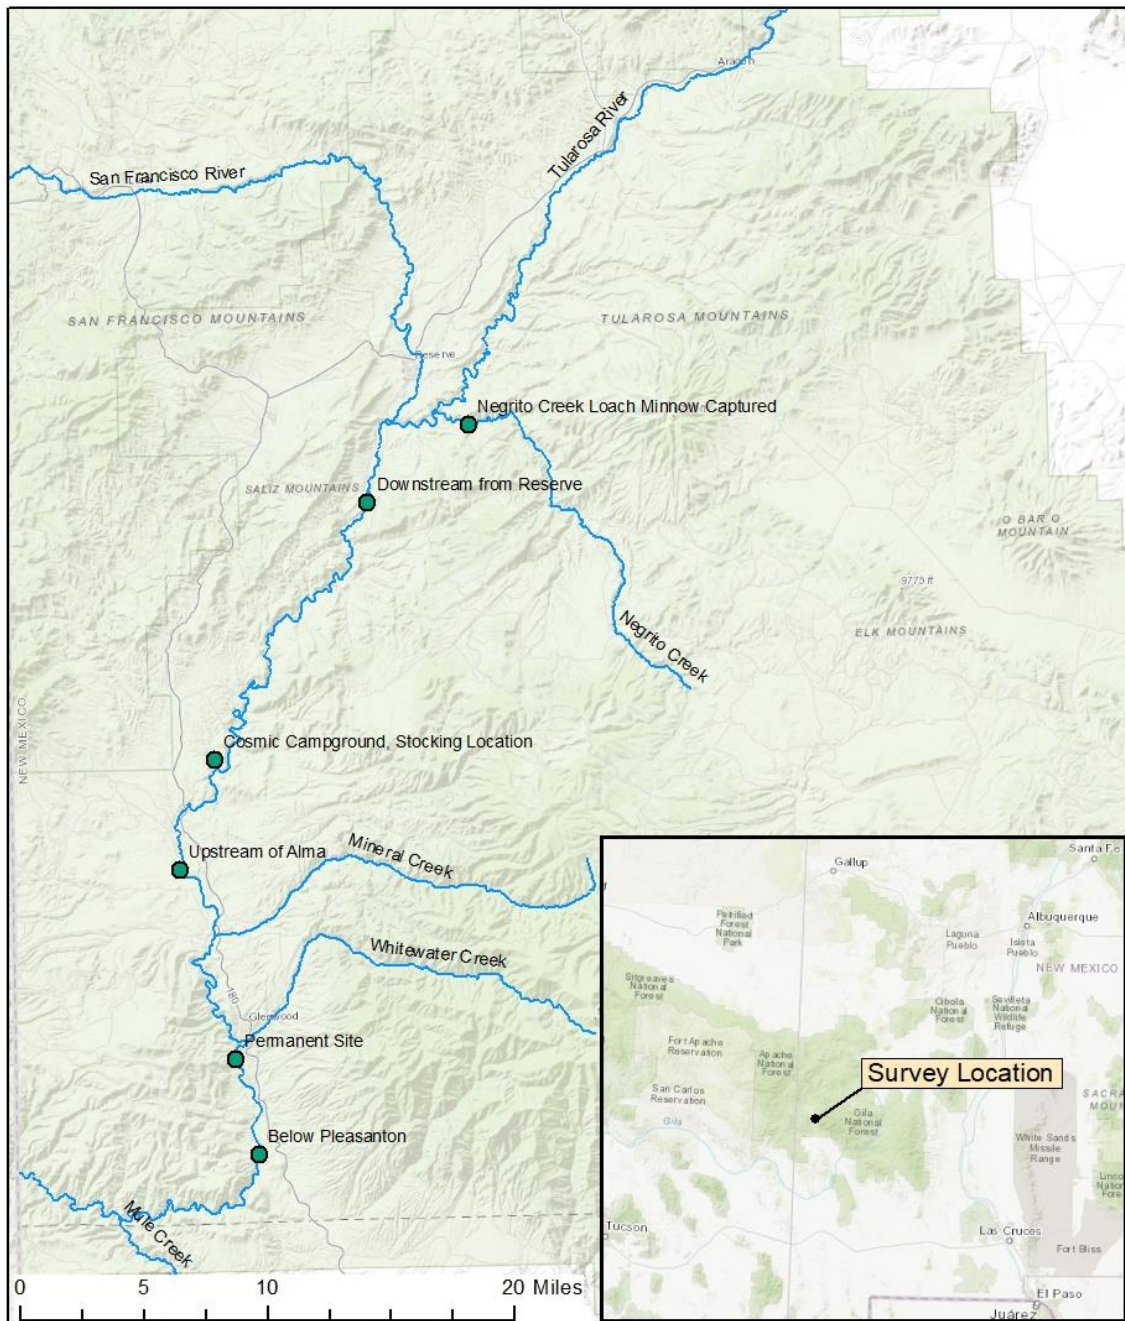 Aragon
Tularosa River
San Francisco River
SAN FRANCISCO MOUNTAINS
TULAROSA MOUNTAINS
Reserve
Negrito Creek Loach Minnow Captured
SALIZ MOUNTAINS
Downstream from Reserve
O BAR O
MOUNTAIN
9775 ft
Negrito Creek
ELK MOUNTAINS
NEW MEXICO
Cosmic Campground, Stocking Location
Upstream of Alma
Mineral Creek
Whitewater Creek
180
Glenwood
Permanent Site
Below Pleasanton
Mule Creek
0 5 10 20 Miles
Santa Fe
Gallup
Petrified
Forest
National
Park
Albuquerque
Laguna
Pueblo
Isleta
Pueblo
NEW MEXICO
Sitgreaves
National
Forest
Cibola
National
Forest
Sevilleta
National
Wildlife
Refuge
Fort Apache
Reservation
Apache
National
Forest
Survey Location
San Carlos
Reservation
SACRA
MOUN
Gila
Gila
National
Forest
White Sands
Missile
Range
Linco
Nation
Fore
Tucson
Las Cruces
Fort Bliss
El Paso
Juárez